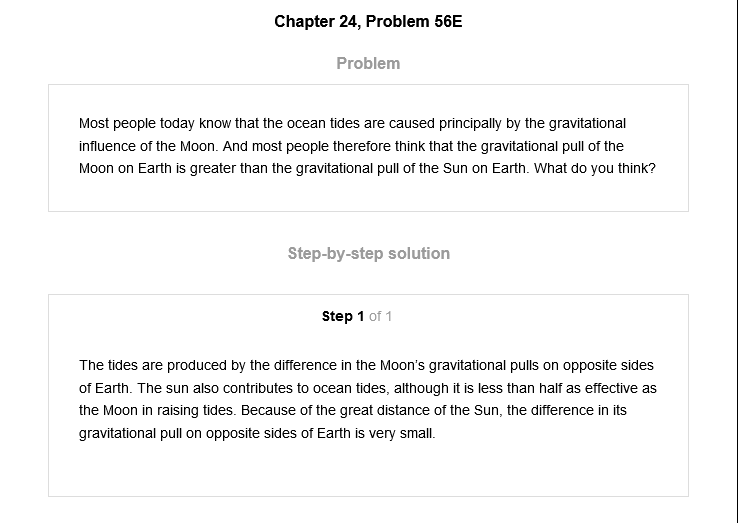 Chapter 24, Problem 56E
Problem
Most people today know that the ocean tides are caused principally by the gravitational
influence of the Moon. And most people therefore think that the gravitational pull of the
Moon on Earth is greater than the gravitational pull of the Sun on Earth. What do you think?
Step-by-step solution
Step 1 of 1
The tides are produced by the difference in the Moon's gravitational pulls on opposite sides
of Earth. The sun also contributes to ocean tides, although it is less than half as effective as
the Moon in raising tides. Because of the great distance of the Sun, the difference in its
gravitational pull on opposite sides of Earth is very small.